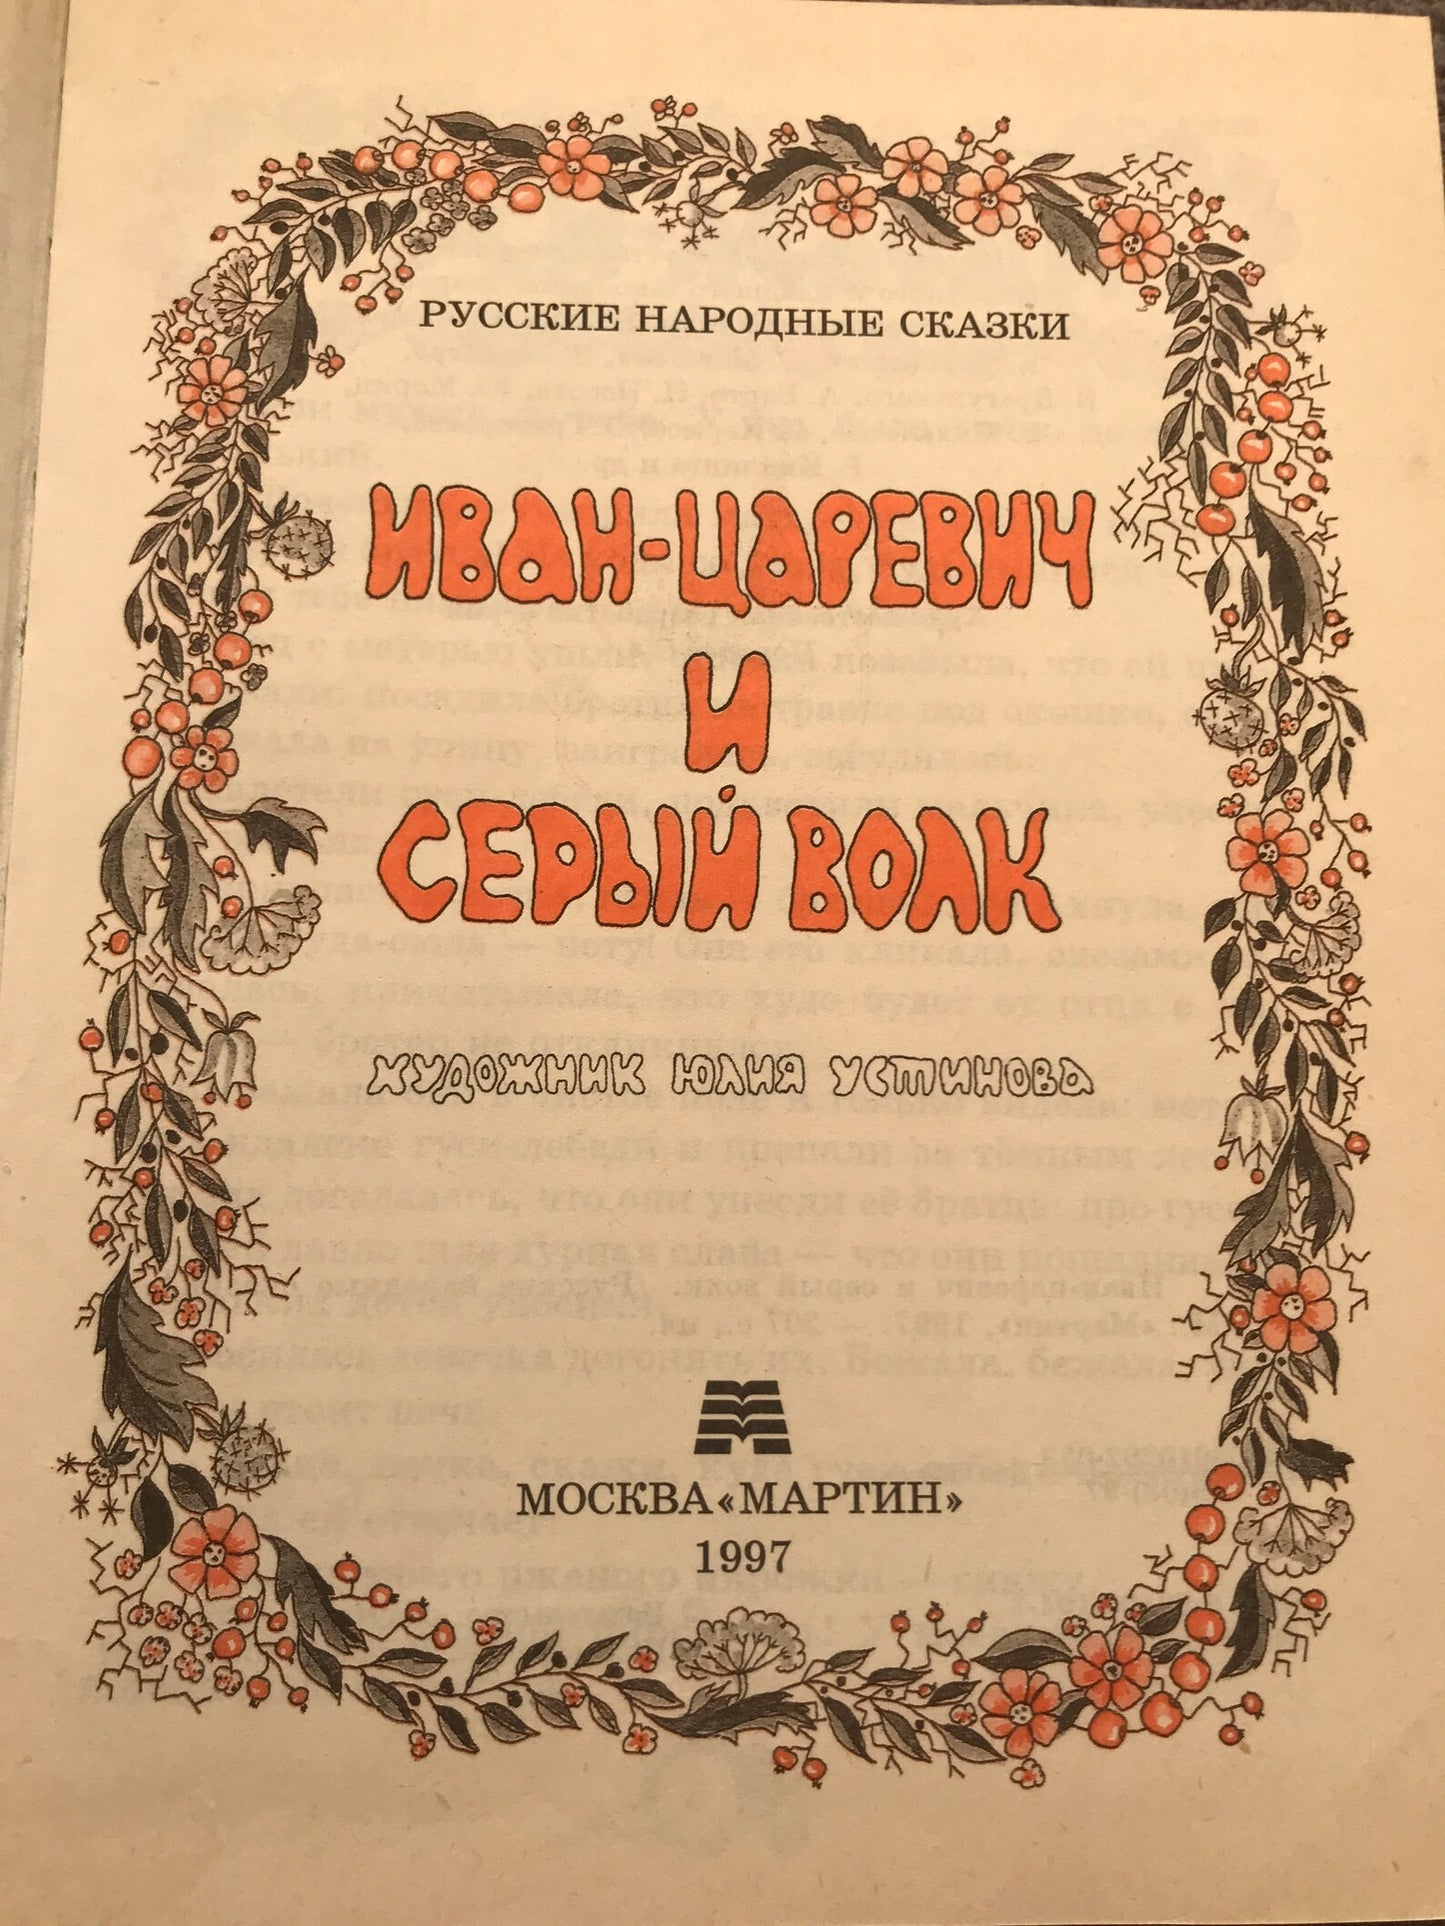 РУССКИЕ НАРОДНЫЕ СКАЗКИ
ИВАН-ЦАРЕВИЧ
И
СЕРЫЙ ВОЛК
ХУДОЖНИК ЮЛИЯ УСТИНОВА
МОСКВА «МАРТИН»
1997